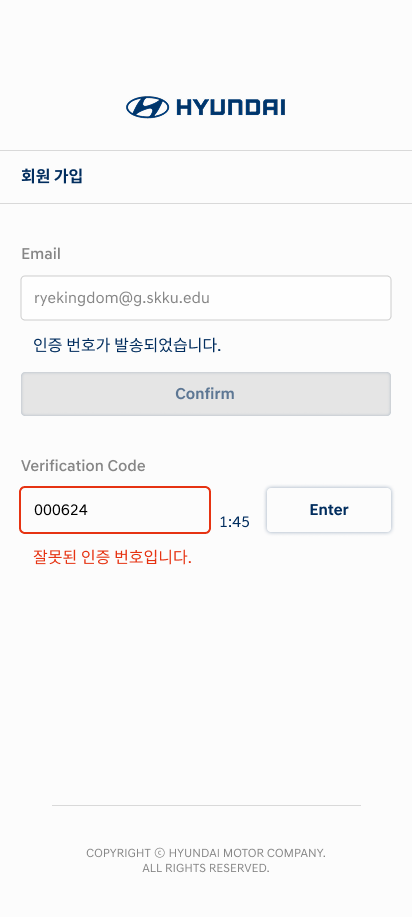 HYUNDAI
회원 가입
Email
ryekingdom@g.skku.edu
인증 번호가 발송되었습니다.
Confirm
Verification Code
000624
1:45
Enter
잘못된 인증 번호입니다.
COPYRIGHT ⓒ HYUNDAI MOTOR COMPANY.
ALL RIGHTS RESERVED.